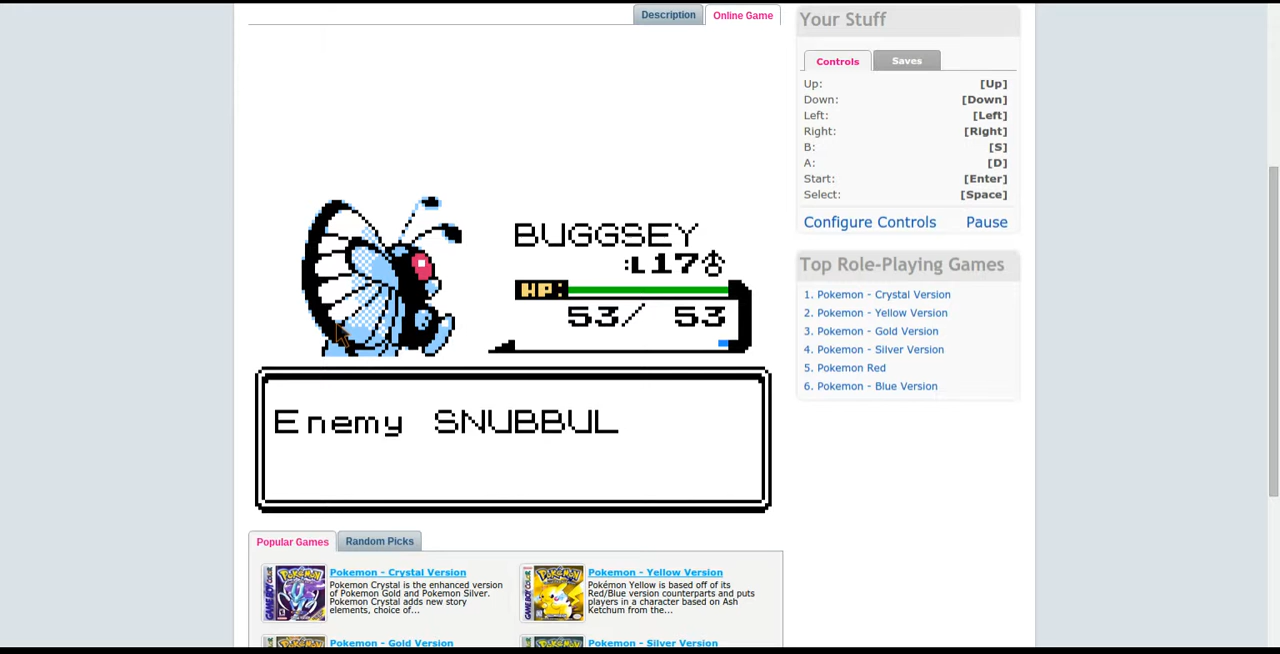 Description
Online Game
BUGGSEY
:L17♂
HP:
53/ 53
Enemy SNUBBUL
Your Stuff
Controls
Saves
Up: [Up]
Down: [Down]
Left: [Left]
Right: [Right]
B: [S]
A: [D]
Start: [Enter]
Select: [Space]
Configure Controls
Pause
Top Role-Playing Games
1. Pokemon - Crystal Version
2. Pokemon - Yellow Version
3. Pokemon - Gold Version
4. Pokemon - Silver Version
5. Pokemon Red
6. Pokemon - Blue Version
Popular Games
Random Picks
Pokemon - Crystal Version
Pokemon Crystal is the enhanced version
of Pokemon Gold and Pokemon Silver.
Pokemon Crystal adds new story
elements, choice of...
Pokemon - Yellow Version
Pokémon Yellow is based off of its
Red/Blue version counterparts and puts
players in a character based on Ash
Ketchum from the...
Pokemon - Gold Version
Pokemon - Silver Version